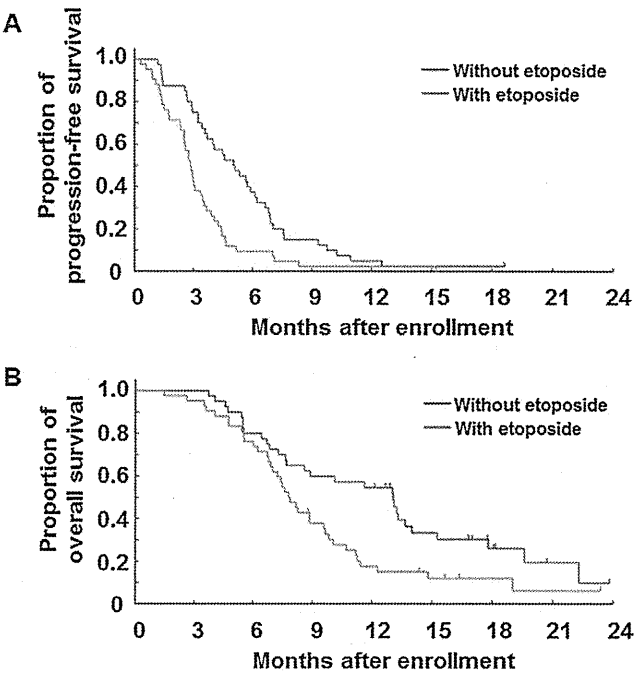 A
Proportion of
progression-free survival
1.0
0.8
0.6
0.4
0.2
0
Without etoposide
With etoposide
0 3 6 9 12 15 18 21 24
Months after enrollment
B
Proportion of
overall survival
1.0
0.8
0.6
0.4
0.2
0
Without etoposide
With etoposide
0 3 6 9 12 15 18 21 24
Months after enrollment